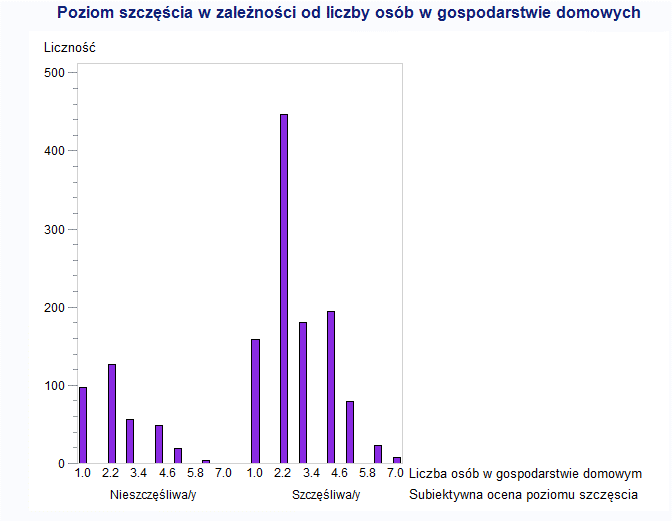 Poziom szczęścia w zależności od liczby osób w gospodarstwie domowych
Liczność
500
400
300
200
100
0
1.0 2.2 3.4 4.6 5.8 7.0 1.0 2.2 3.4 4.6 5.8 7.0 Liczba osób w gospodarstwie domowym
Nieszczęśliwa/y Szczęśliwa/y Subiektywna ocena poziomu szczęscia